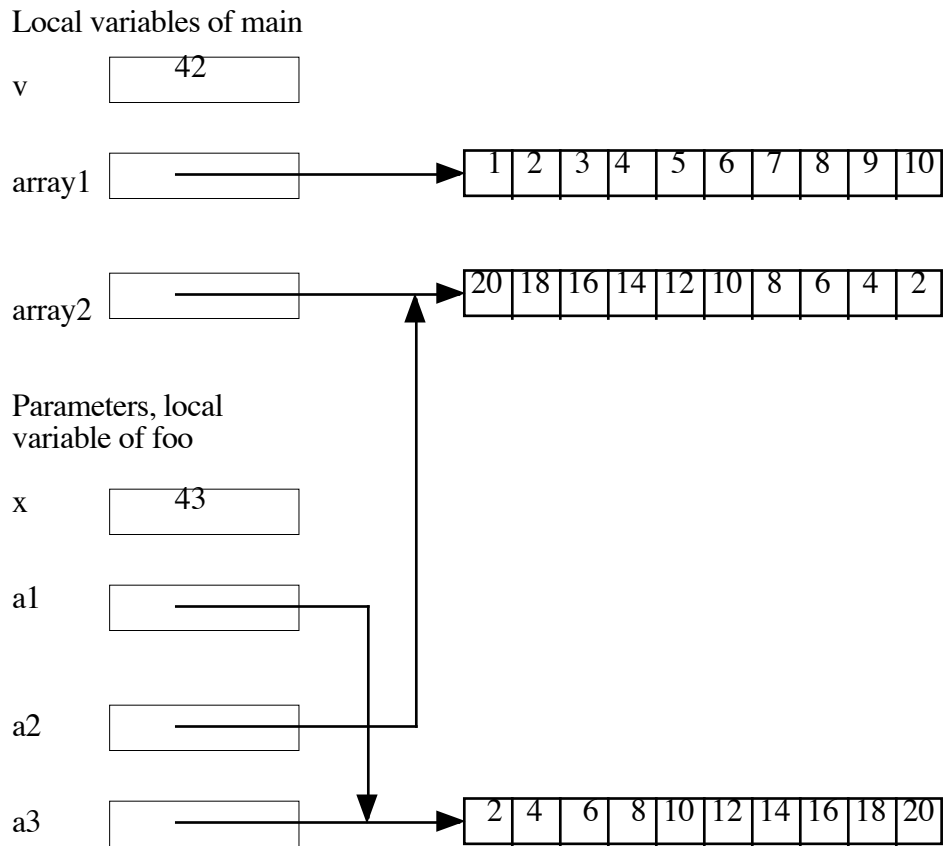 Local variables of main
v 42
array1 1 2 3 4 5 6 7 8 9 10
array2 20 18 16 14 12 10 8 6 4 2
Parameters, local
variable of foo
x 43
a1
a2
a3 2 4 6 8 10 12 14 16 18 20